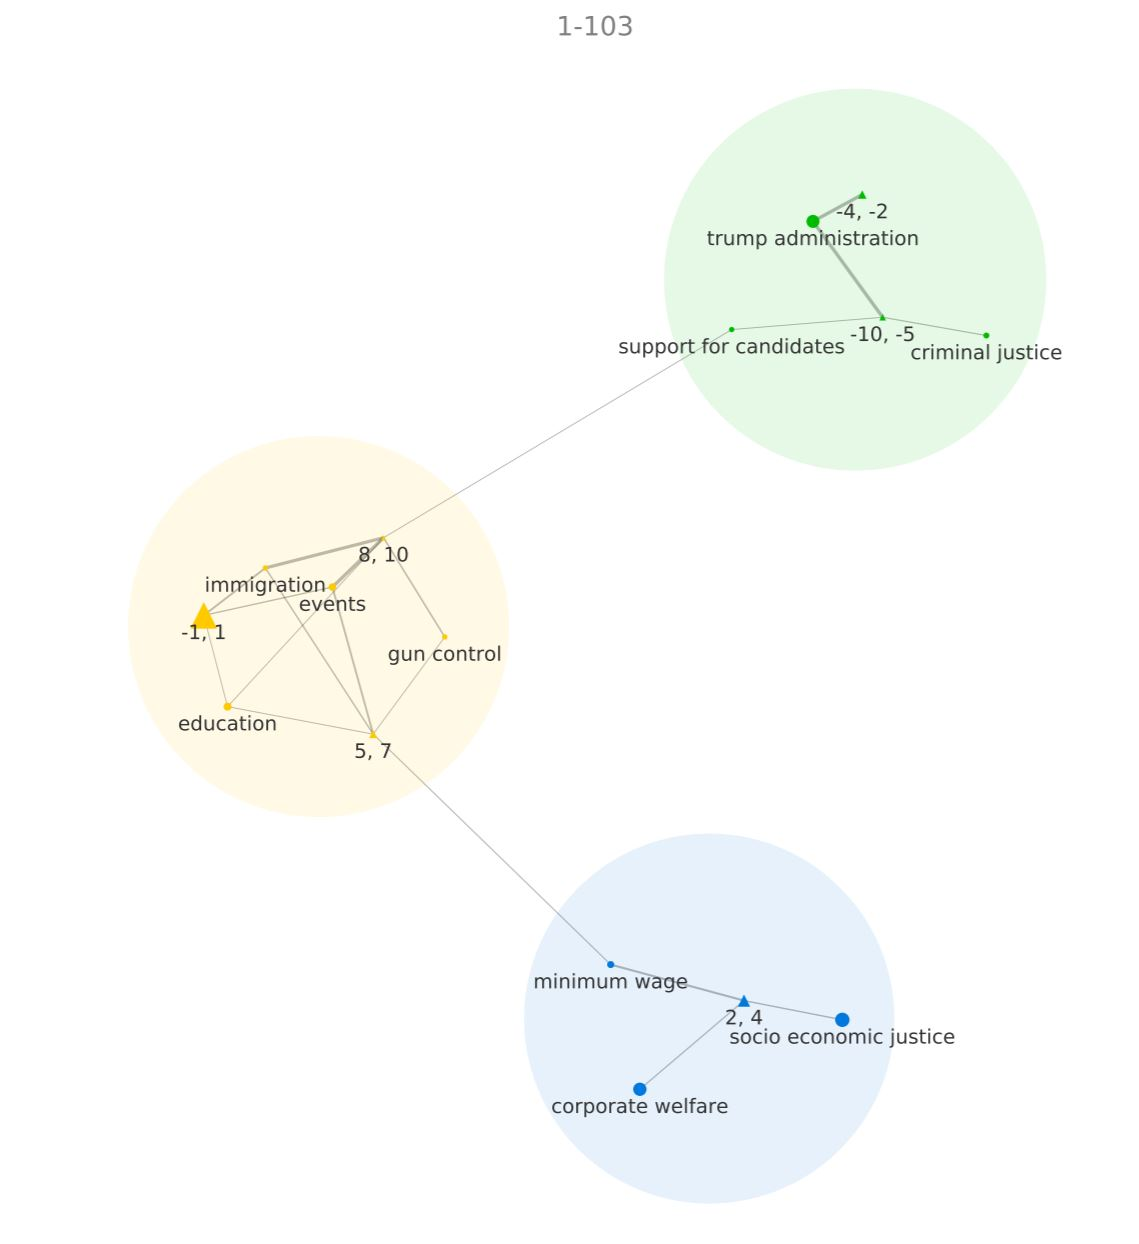 1-103
-4, -2
trump administration
-10, -5
support for candidates
criminal justice
8, 10
immigration
events
-1, 1
gun control
education
5, 7
minimum wage
2, 4
socio economic justice
corporate welfare